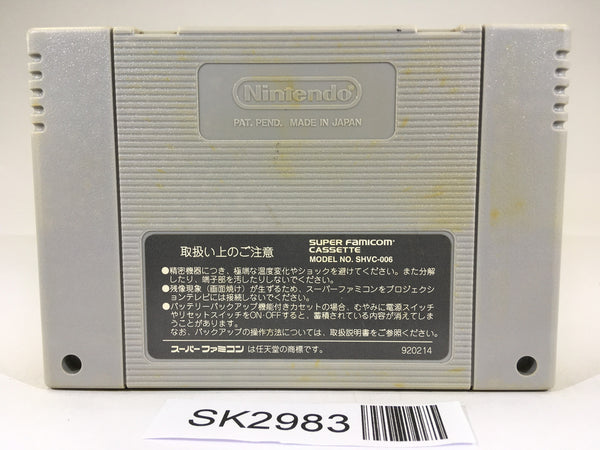 Nintendo
PAT. PEND. MADE IN JAPAN
取扱い上のご注意
SUPER FAMICOM
CASSETTE
MODEL NO. SHVC-006
●精密機器につき、極端な温度変化やショックを避けてください。また分解
したり、端子部を汚したりしないでください。
●残像現象(画面焼け)が生ずるため、スーパーファミコンをプロジェクシ
ョンテレビには接続しないでください。
●バッテリーバックアップ機能付きカセットの場合、むやみに電源スイッチ
やリセットスイッチをON・OFFすると、蓄積されている内容が消えてしま
うことがあります。
なお、バックアップの操作方法については、取扱説明書をご参照ください。
スーパーファミコンは任天堂の商標です。
920214
SK2983